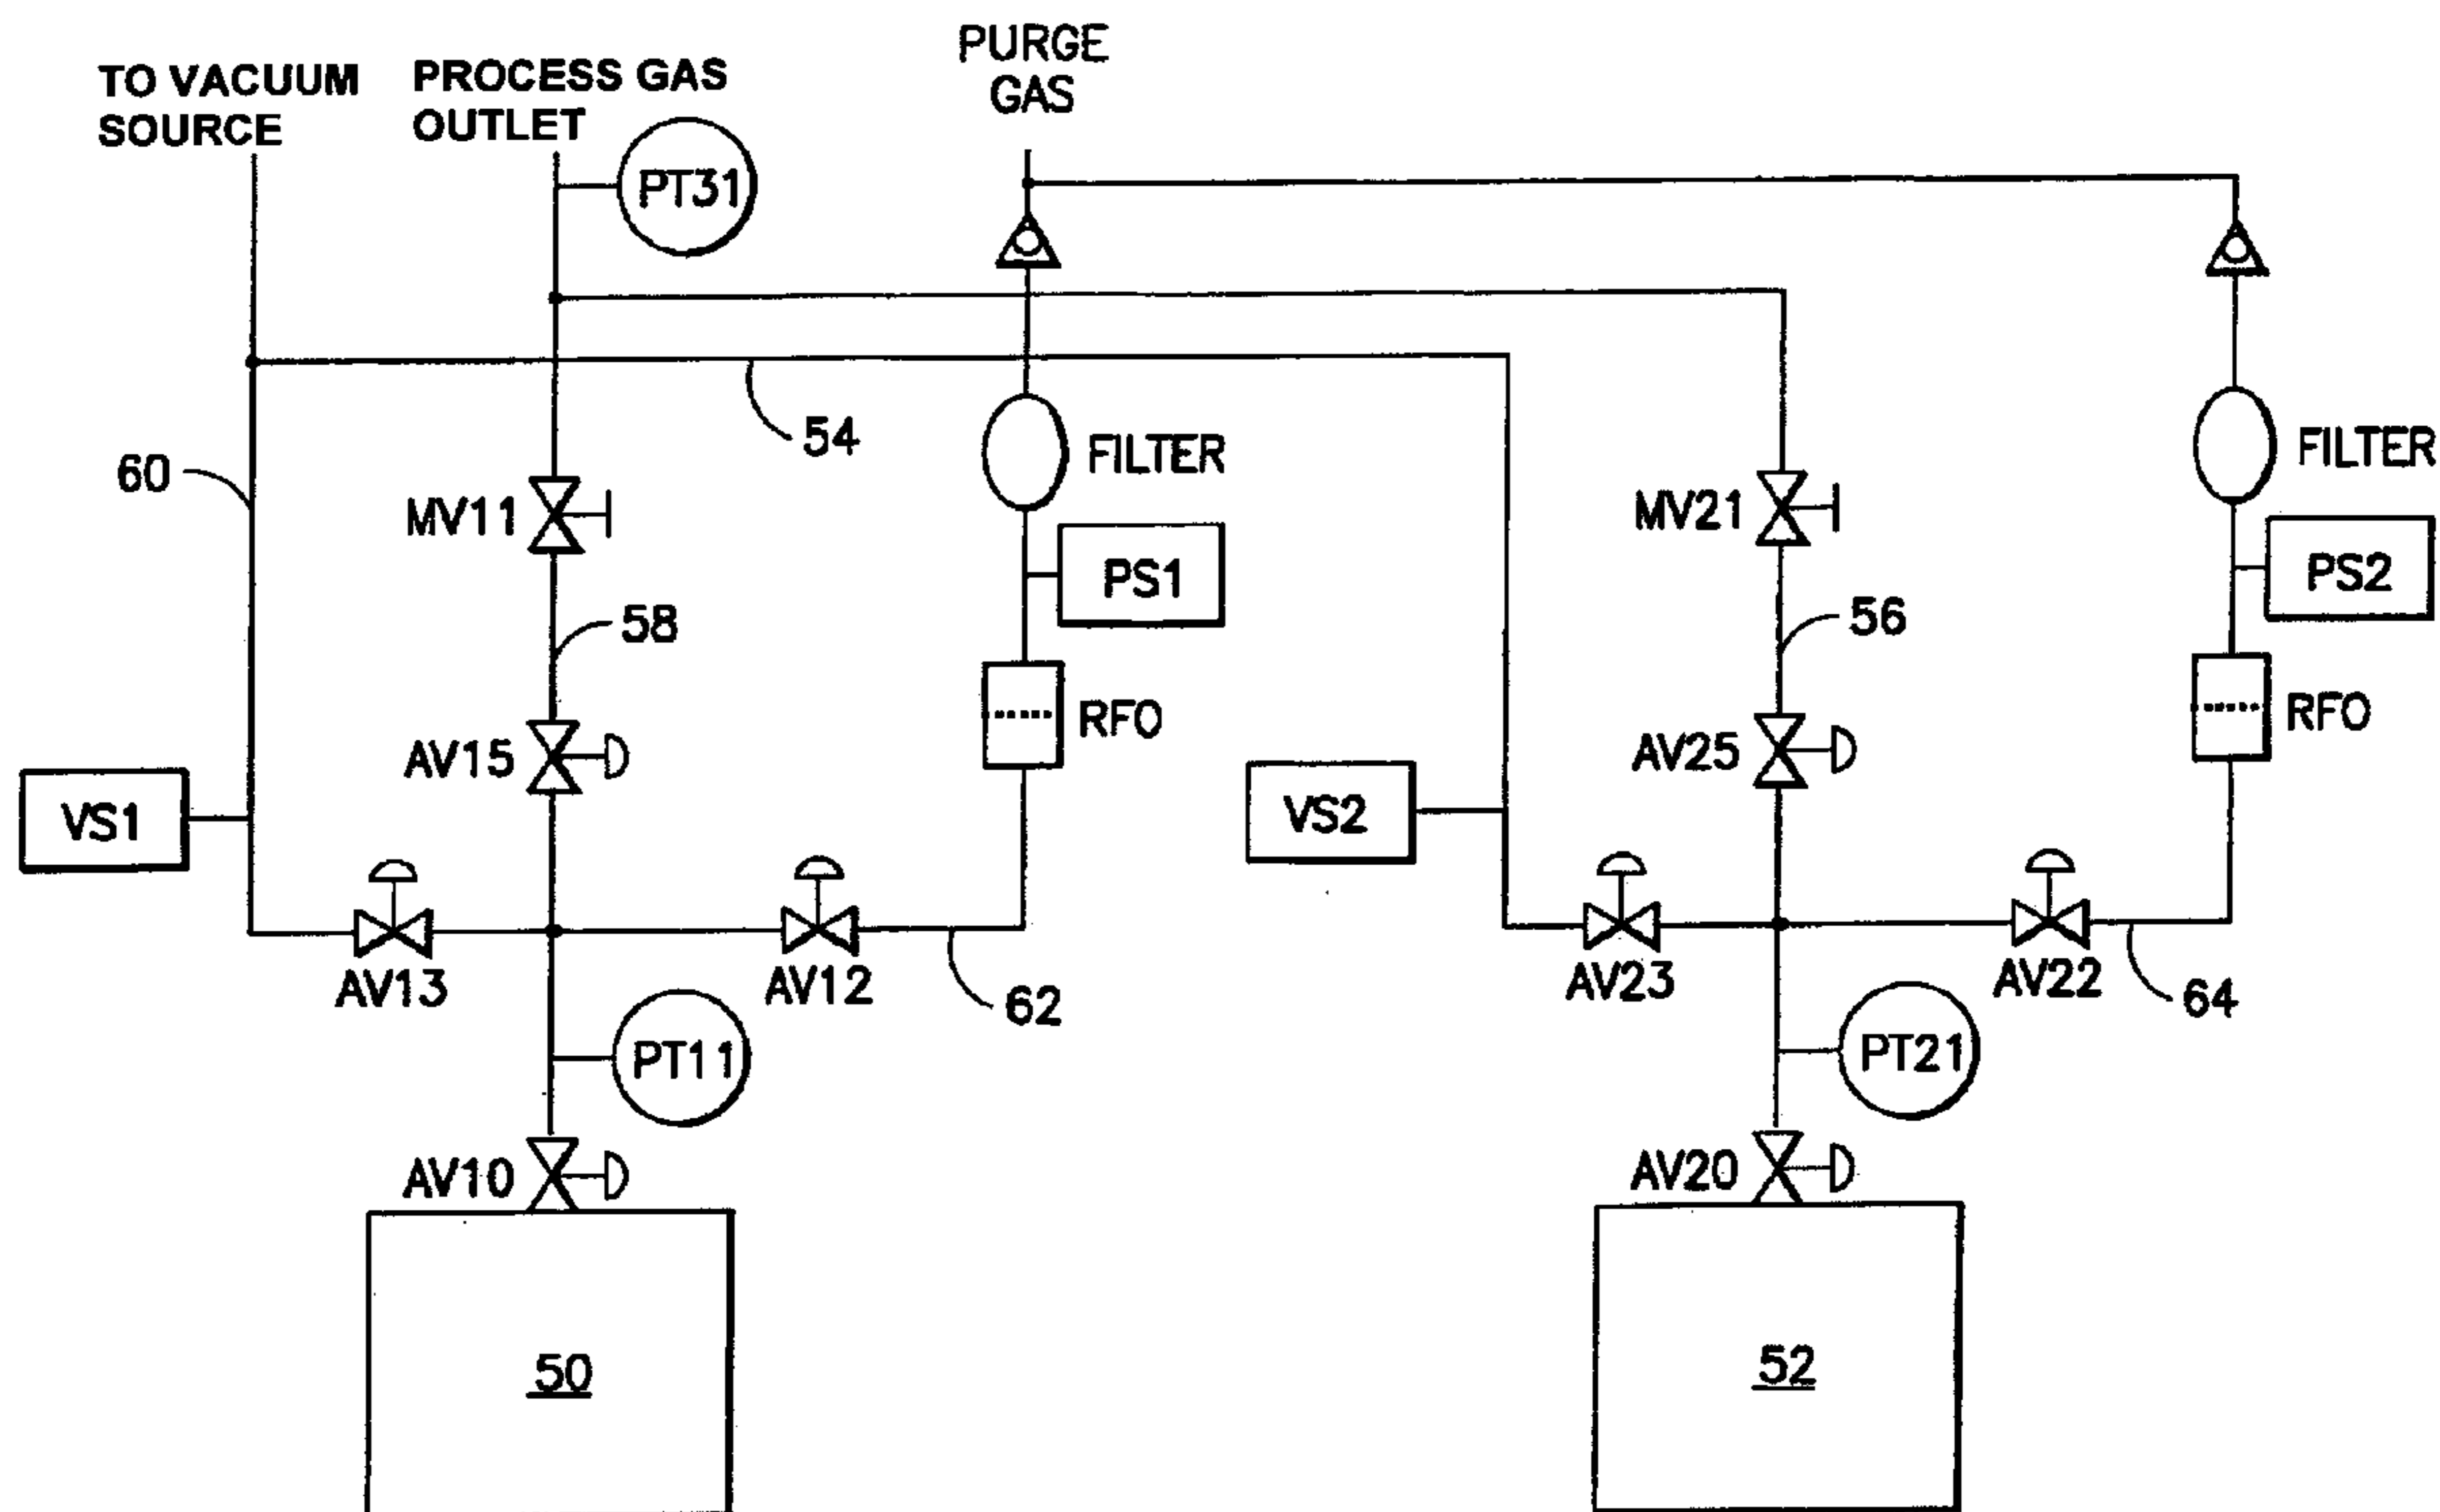 TO VACUUM
SOURCE
PROCESS GAS
OUTLET
PURGE
GAS
PT31
54
60
FILTER
FILTER
MV11
MV21
PS1
PS2
58
56
RFO
RFO
AV15
AV25
VS1
VS2
AV13
AV12
62
AV23
AV22
64
PT11
PT21
AV10
AV20
50
52